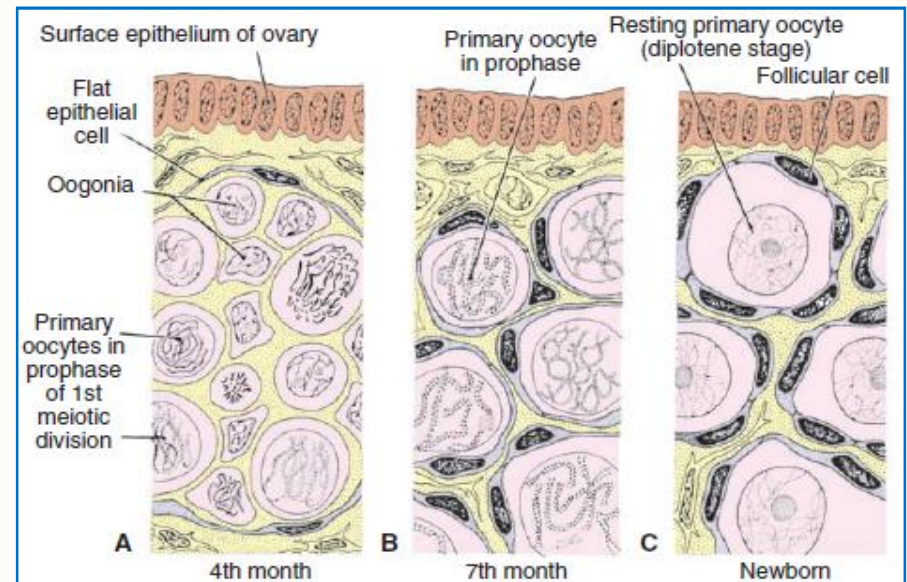 Surface epithelium of ovary
Flat
epithelial
cell
Oogonia
Primary
oocytes in
prophase
of 1st
meiotic
division
A
4th month
Primary oocyte
in prophase
B
7th month
Resting primary oocyte
(diplotene stage)
Follicular cell
C
Newborn